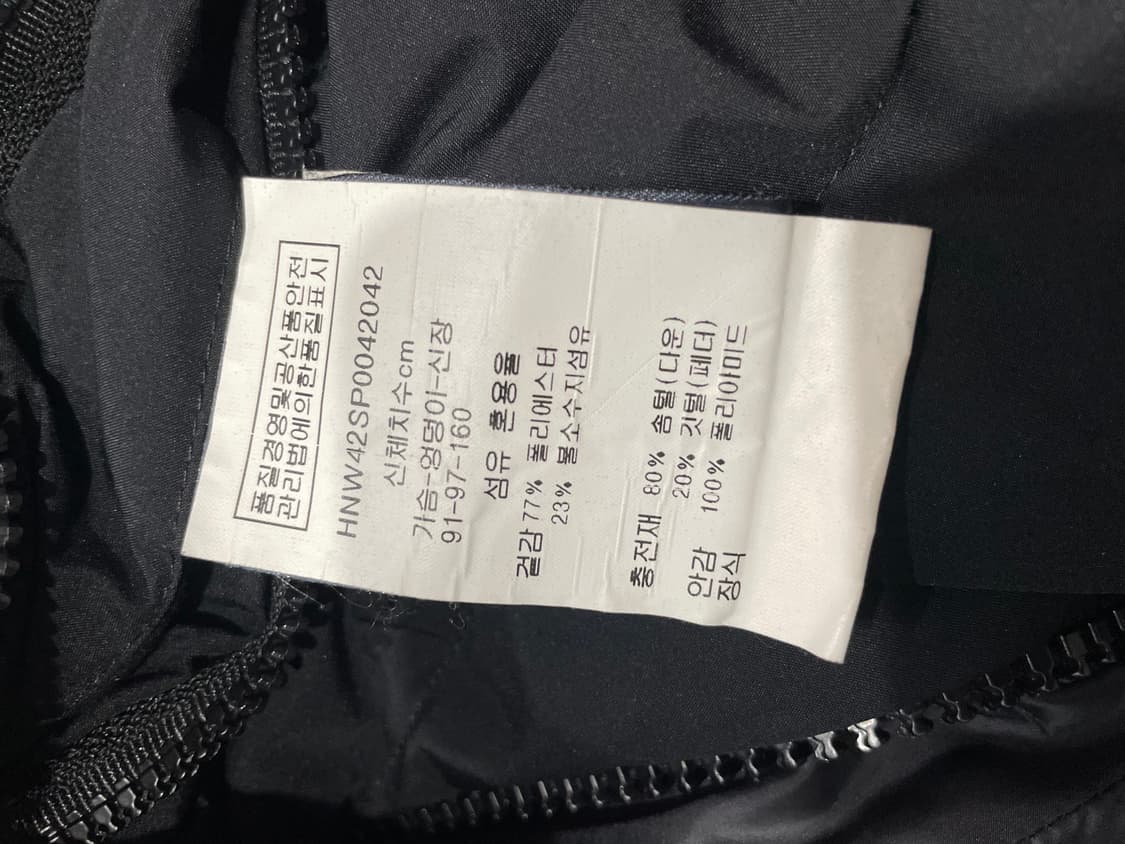 품질경영및공산품안전
관리법에의한품질표시
HNW42SP0042042
신체치수cm
가슴-엉덩이-신장
91-97-160
섬유 혼용율
겉감 77% 폴리에스터
23% 불소수지섬유
충전재 80% 솜털(다운)
20% 깃털(페더)
안감 100% 폴리아미드
장식